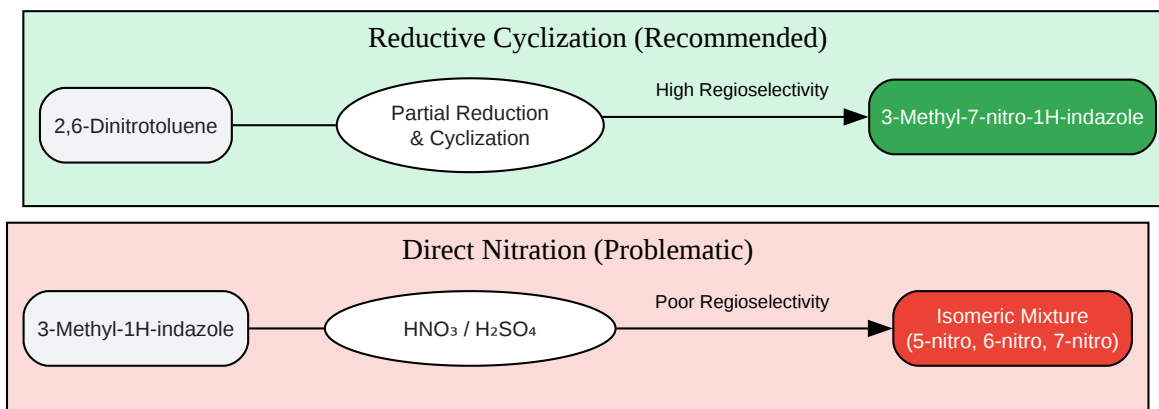 Reductive Cyclization (Recommended)
2,6-Dinitrotoluene
Partial Reduction
& Cyclization
High Regioselectivity
3-Methyl-7-nitro-1H-indazole
Direct Nitration (Problematic)
3-Methyl-1H-indazole
HNO₃ / H₂SO₄
Poor Regioselectivity
Isomeric Mixture
(5-nitro, 6-nitro, 7-nitro)